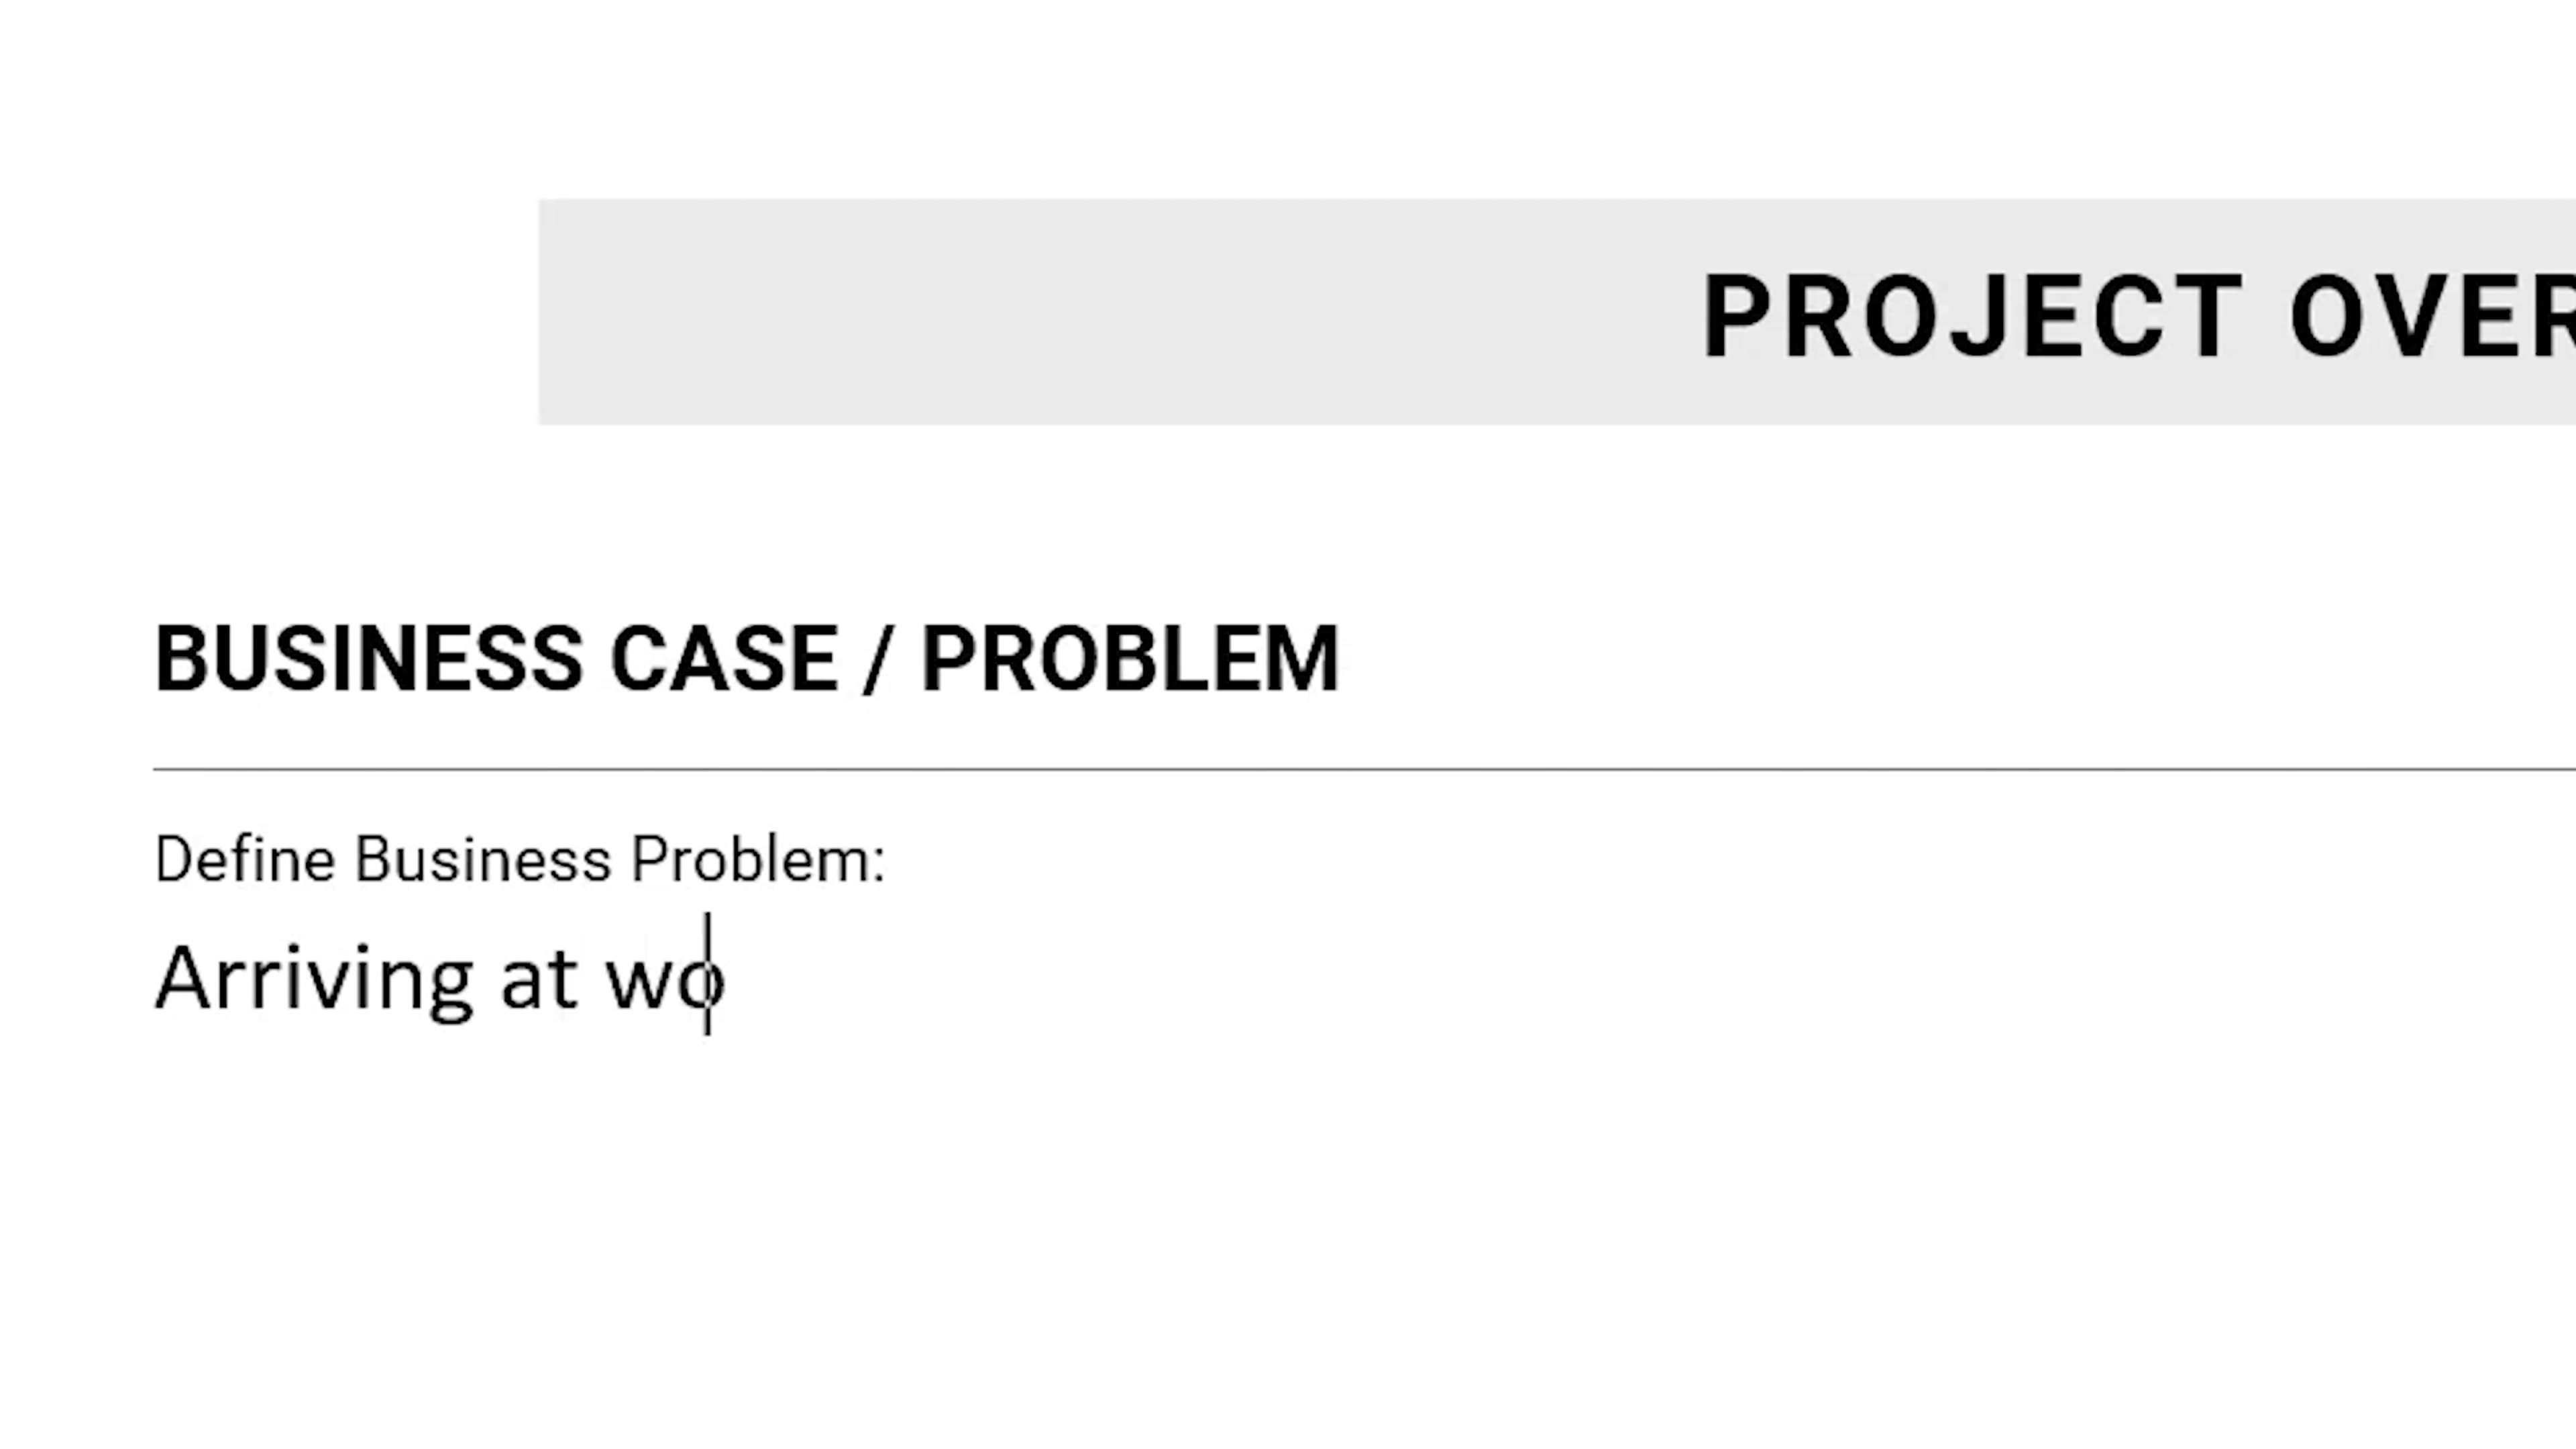 PROJECT OVER
BUSINESS CASE / PROBLEM
Define Business Problem:
Arriving at wo